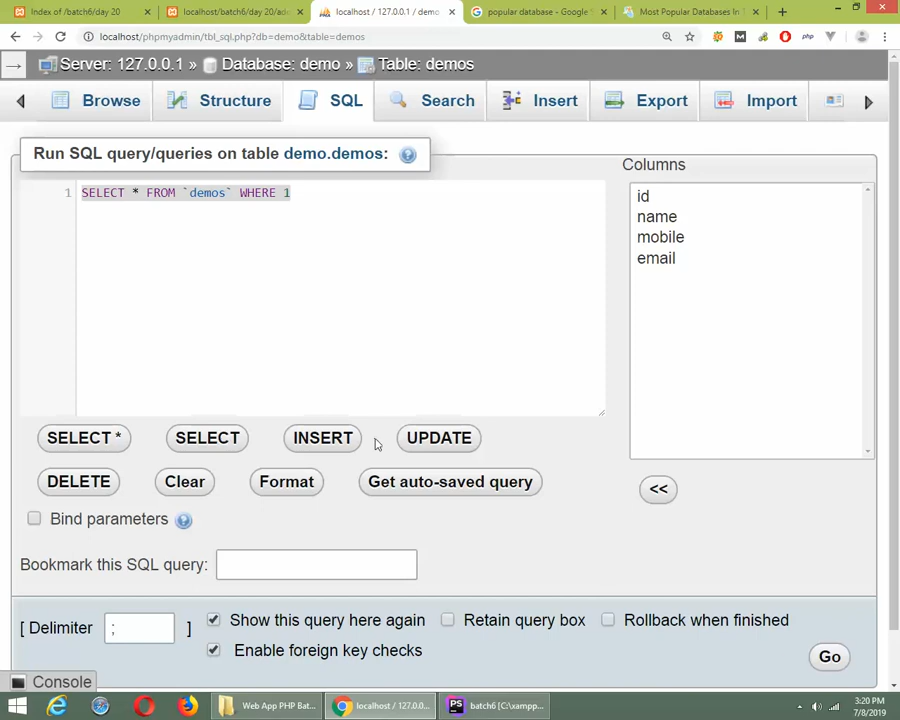 Index of /batch6/day 20
localhost/batch6/day 20/ad
localhost / 127.0.0.1 / demo
popular database - Google S
Most Popular Databases In T
localhost/phpmyadmin/tbl_sql.php?db=demo&table=demos
Server: 127.0.0.1 » Database: demo » Table: demos
Browse Structure SQL Search Insert Export Import
Run SQL query/queries on table demo.demos:
Columns
1 SELECT * FROM `demos` WHERE 1
id
name
mobile
email
SELECT * SELECT INSERT UPDATE
DELETE Clear Format Get auto-saved query
<<
Bind parameters
Bookmark this SQL query:
[ Delimiter ; ] Show this query here again Retain query box Rollback when finished
Enable foreign key checks
Go
Console
Web App PHP Bat...
localhost / 127.0.0...
batch6 [C:\xampp...
3:20 PM
7/8/2019